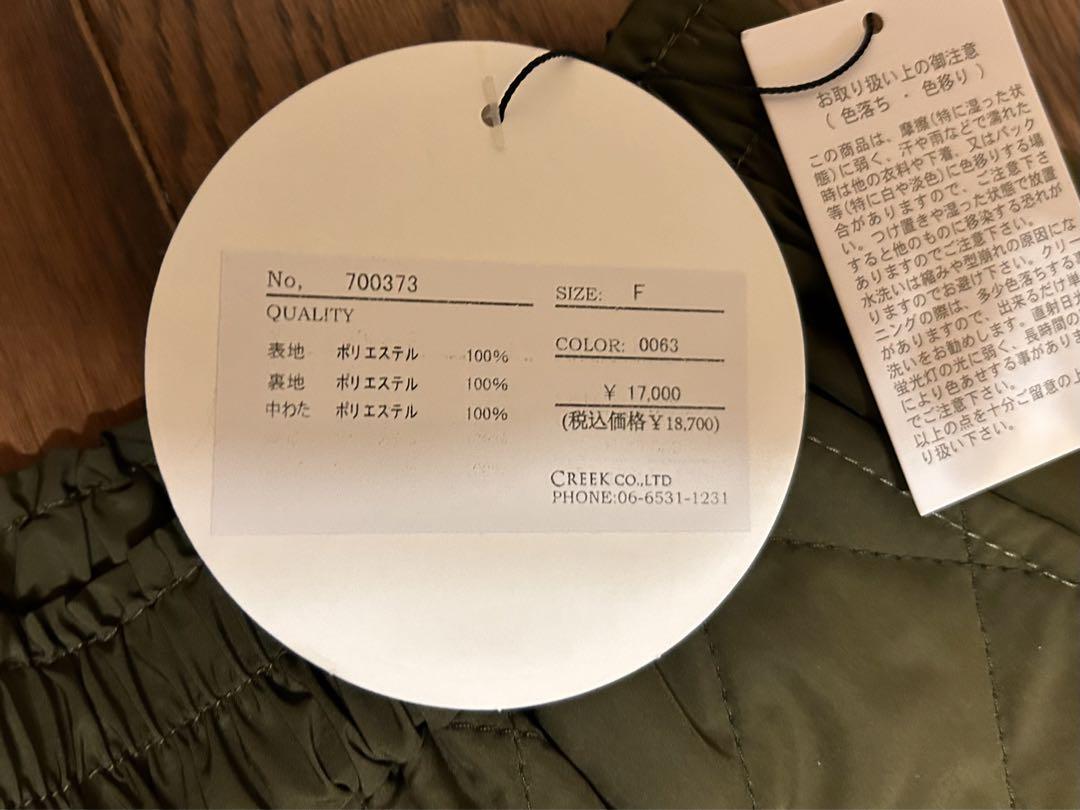 No, 700373
QUALITY
表地 ポリエステル 100%
裏地 ポリエステル 100%
中わた ポリエステル 100%
SIZE: F
COLOR: 0063
¥ 17,000
(税込価格¥18,700)
CREEK CO.,LTD
PHONE:06-6531-1231
お取り扱い上の御注意
( 色落ち ・ 色移り )
この商品は、摩擦(特に湿った状
態)に弱く、汗や雨などで濡れた
時は他の衣料や下着、又はバック
等(特に白や淡色)に色移りする場
合がありますので、ご注意下さ
い。つけ置きや湿った状態で放置
すると他のものに移染する恐れが
ありますのでご注意下さい。
水洗いは縮みや型崩れの原因にな
りますのでお避け下さい。クリー
ニングの際は、多少色落ちする事
がありますので、出来るだけ単
洗いをお勧めします。直射日光
蛍光灯の光に弱く、長時間の
により色あせする事がありま
でご注意下さい。
以上の点を十分ご留意の上
り扱い下さい。